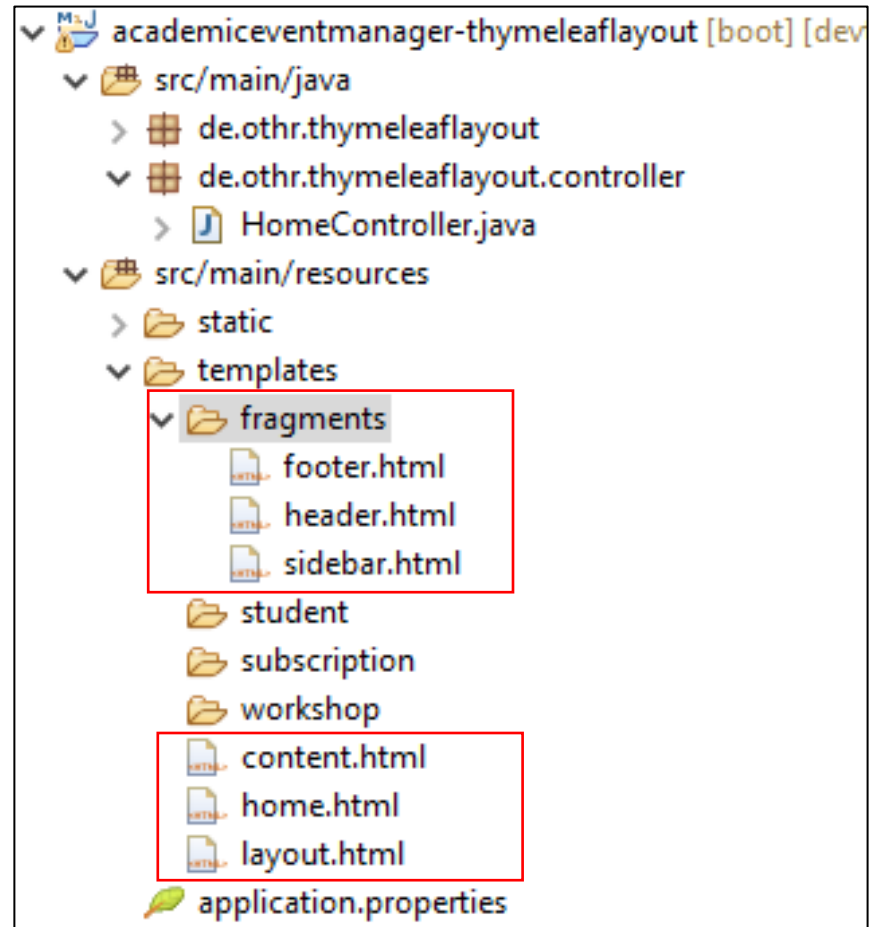 academiceventmanager-thymeleaflayout [boot] [dev
src/main/java
de.othr.thymeleaflayout
de.othr.thymeleaflayout.controller
HomeController.java
src/main/resources
static
templates
fragments
footer.html
header.html
sidebar.html
student
subscription
workshop
content.html
home.html
layout.html
application.properties